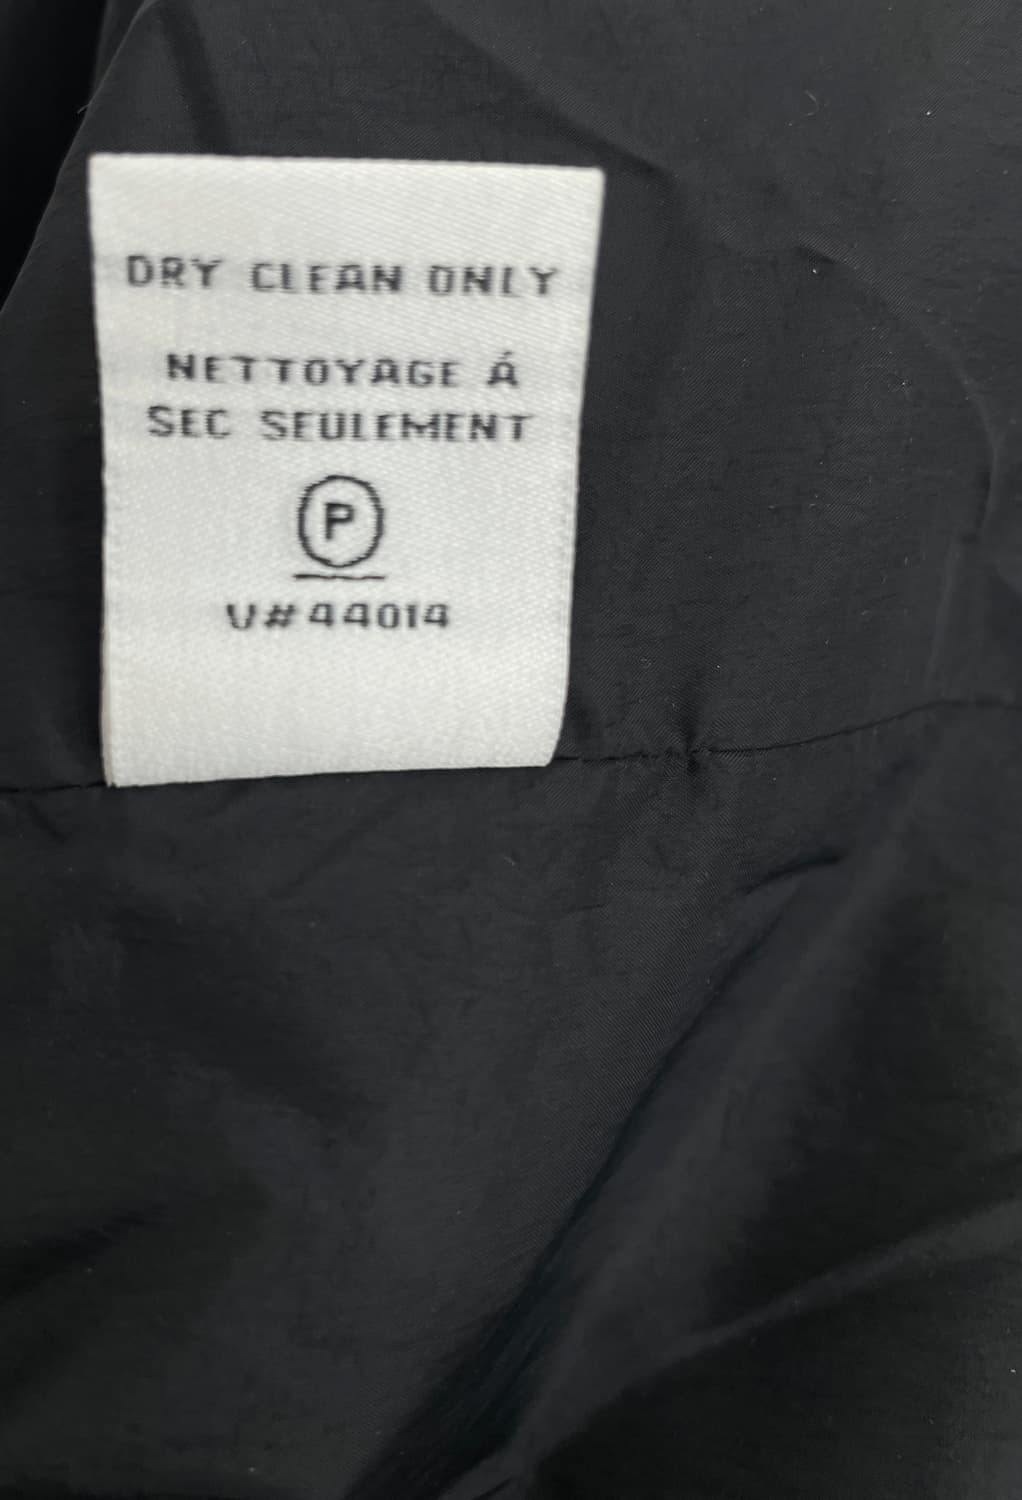 DRY CLEAN ONLY
NETTOYAGE Á
SEC SEULEMENT
P
V#44014